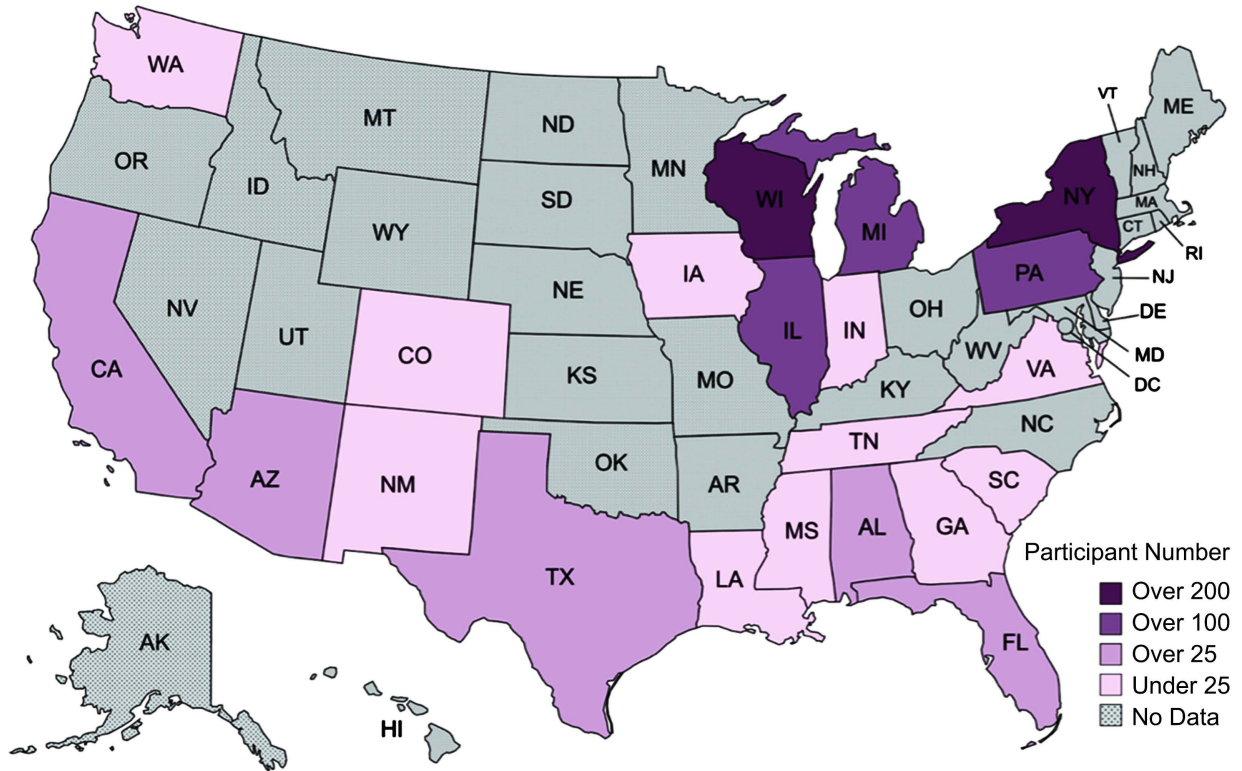 WA
MT
ND
MN
VT
ME
OR
ID
SD
WI
NH
NY
MA
WY
MI
CT
RI
IA
PA
NJ
NE
NV
OH
DE
UT
IL
IN
CO
WV
MD
CA
KS
MO
VA
DC
KY
NC
TN
OK
AZ
NM
AR
SC
MS
AL
GA
TX
LA
Participant Number
Over 200
Over 100
AK
FL
Over 25
Under 25
HI
No Data